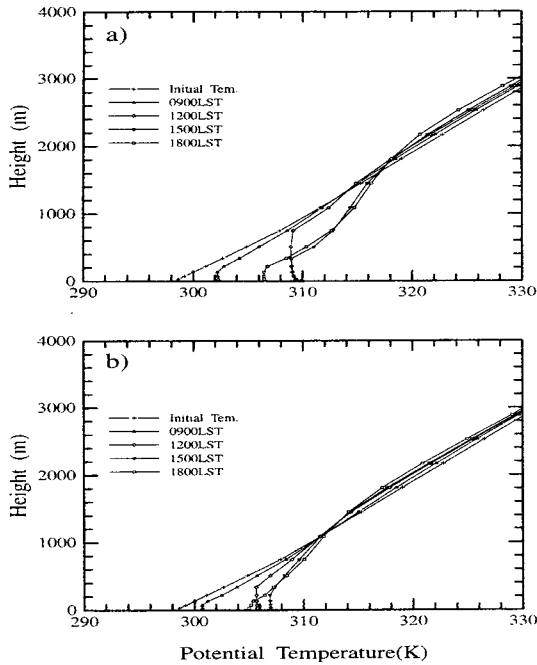 4000
a)
3000
Initial Tem.
0900LST
1200LST
1500LST
1800LST
2000
1000
0
Height (m)
290 300 310 320 330
4000
b)
3000
Initial Tem.
0900LST
1200LST
1500LST
1800LST
2000
1000
0
Height (m)
290 300 310 320 330
Potential Temperature(K)